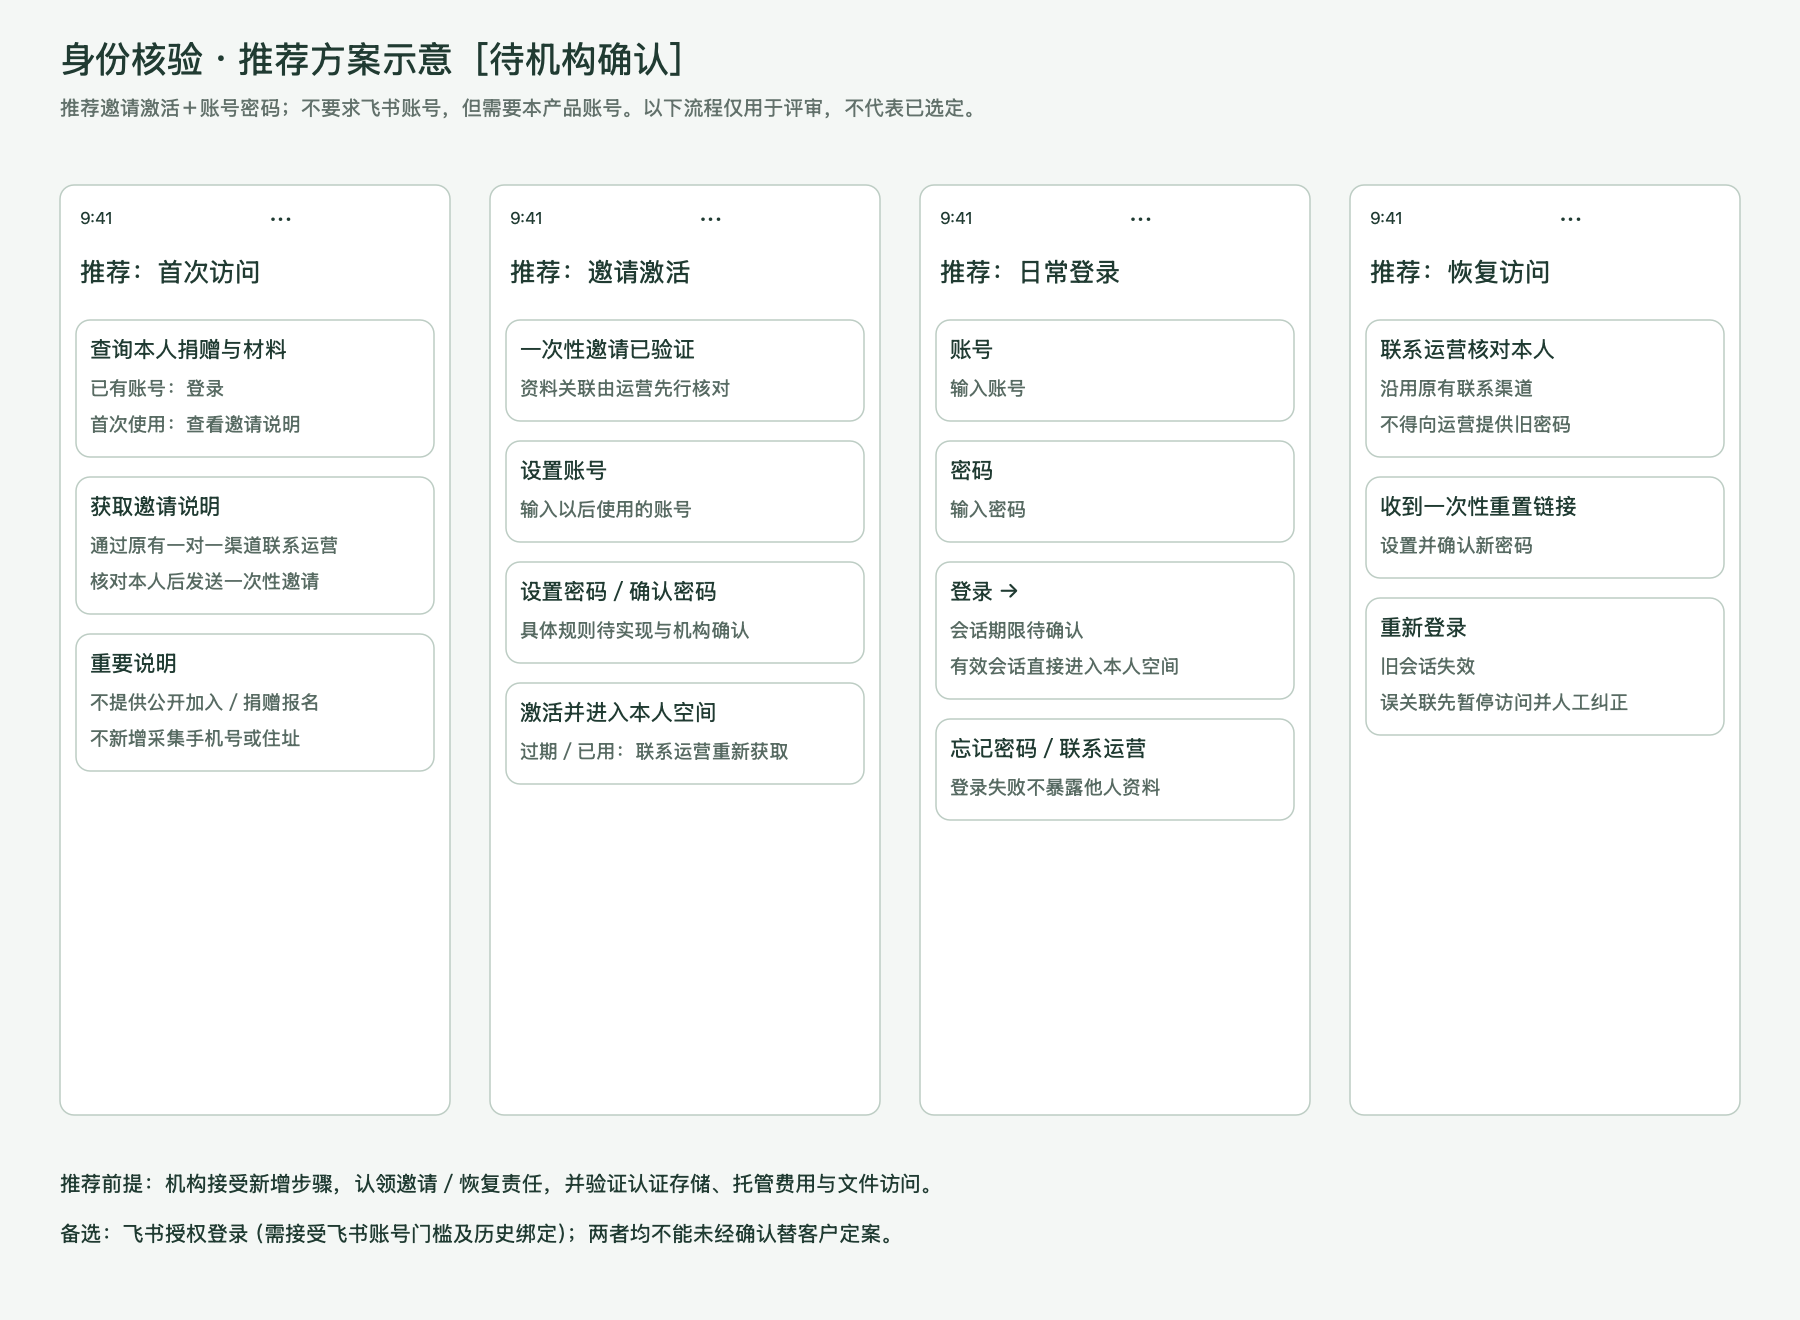 身份核验 · 推荐方案示意［待机构确认］
推荐邀请激活＋账号密码；不要求飞书账号，但需要本产品账号。以下流程仅用于评审，不代表已选定。
9:41
···
推荐：首次访问
查询本人捐赠与材料
已有账号：登录
首次使用：查看邀请说明
获取邀请说明
通过原有一对一渠道联系运营
核对本人后发送一次性邀请
重要说明
不提供公开加入 / 捐赠报名
不新增采集手机号或住址
9:41
···
推荐：邀请激活
一次性邀请已验证
资料关联由运营先行核对
设置账号
输入以后使用的账号
设置密码 / 确认密码
具体规则待实现与机构确认
激活并进入本人空间
过期 / 已用：联系运营重新获取
9:41
···
推荐：日常登录
账号
输入账号
密码
输入密码
登录 →
会话期限待确认
有效会话直接进入本人空间
忘记密码 / 联系运营
登录失败不暴露他人资料
9:41
···
推荐：恢复访问
联系运营核对本人
沿用原有联系渠道
不得向运营提供旧密码
收到一次性重置链接
设置并确认新密码
重新登录
旧会话失效
误关联先暂停访问并人工纠正
推荐前提：机构接受新增步骤，认领邀请 / 恢复责任，并验证认证存储、托管费用与文件访问。
备选：飞书授权登录（需接受飞书账号门槛及历史绑定）；两者均不能未经确认替客户定案。